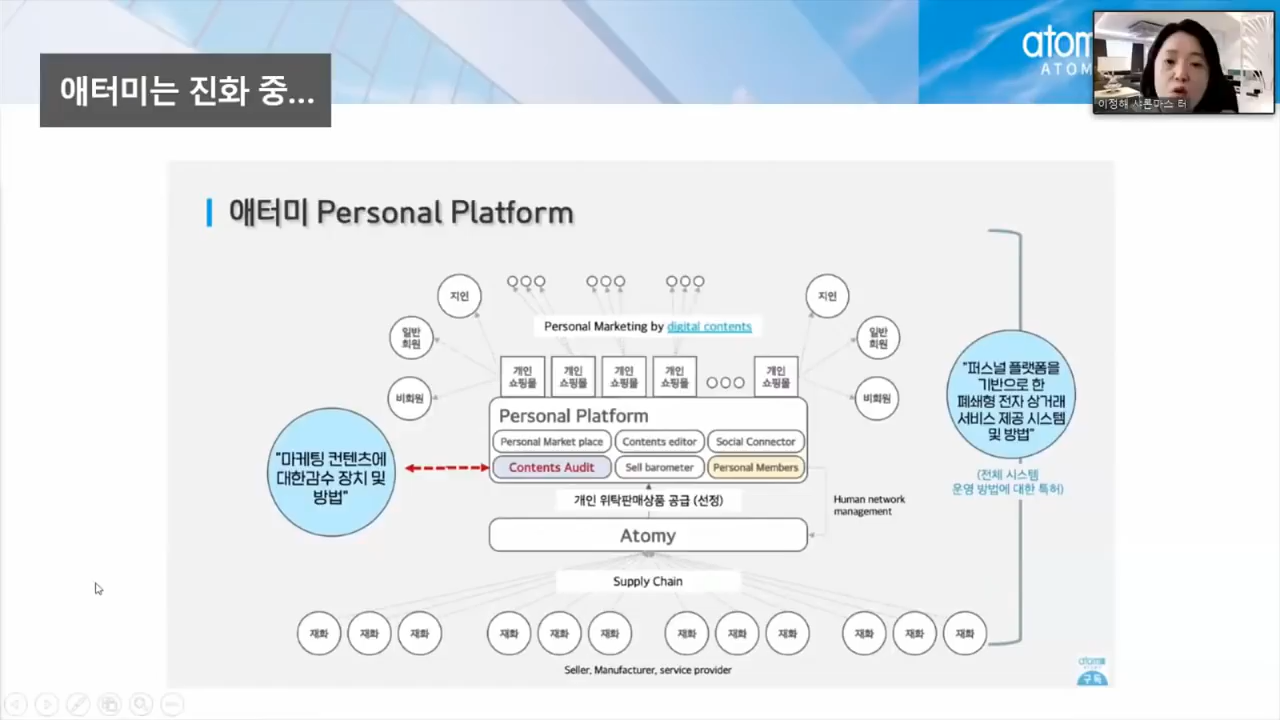 애터미는 진화 중...
atom
ATOM
이정해 샤론마스 터
애터미 Personal Platform
지인
일반
회원
비회원
Personal Marketing by digital contents
지인
일반
회원
비회원
개인
쇼핑몰
개인
쇼핑몰
개인
쇼핑몰
개인
쇼핑몰
개인
쇼핑몰
Personal Platform
Personal Market place
Contents editor
Social Connector
Contents Audit
Sell barometer
Personal Members
"마케팅 컨텐츠에
대한감수 장치 및
방법"
"퍼스널 플랫폼을
기반으로 한
폐쇄형 전자 상거래
서비스 제공 시스템
및 방법"
(전체 시스템
운영 방법에 대한 특허)
개인 위탁판매상품 공급 (선정)
Human network
management
Atomy
Supply Chain
재화
재화
재화
재화
재화
재화
재화
재화
재화
재화
재화
재화
Seller, Manufacturer, service provider
구독